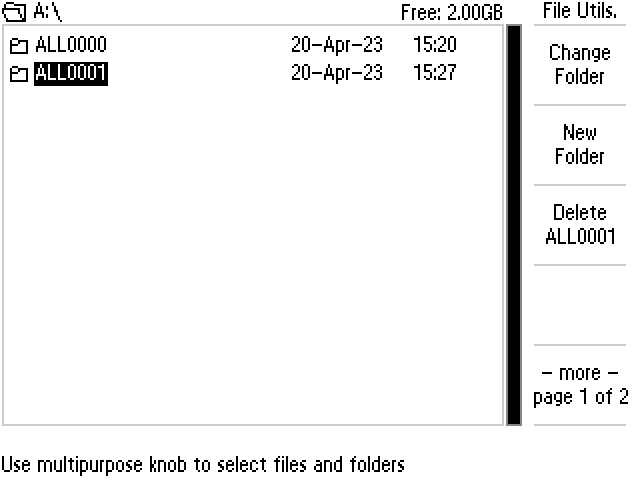 A:\ Free: 2.00GB File Utils.
ALL0000 20-Apr-23 15:20
ALL0001 20-Apr-23 15:27
Change
Folder
New
Folder
Delete
ALL0001
- more -
page 1 of 2
Use multipurpose knob to select files and folders